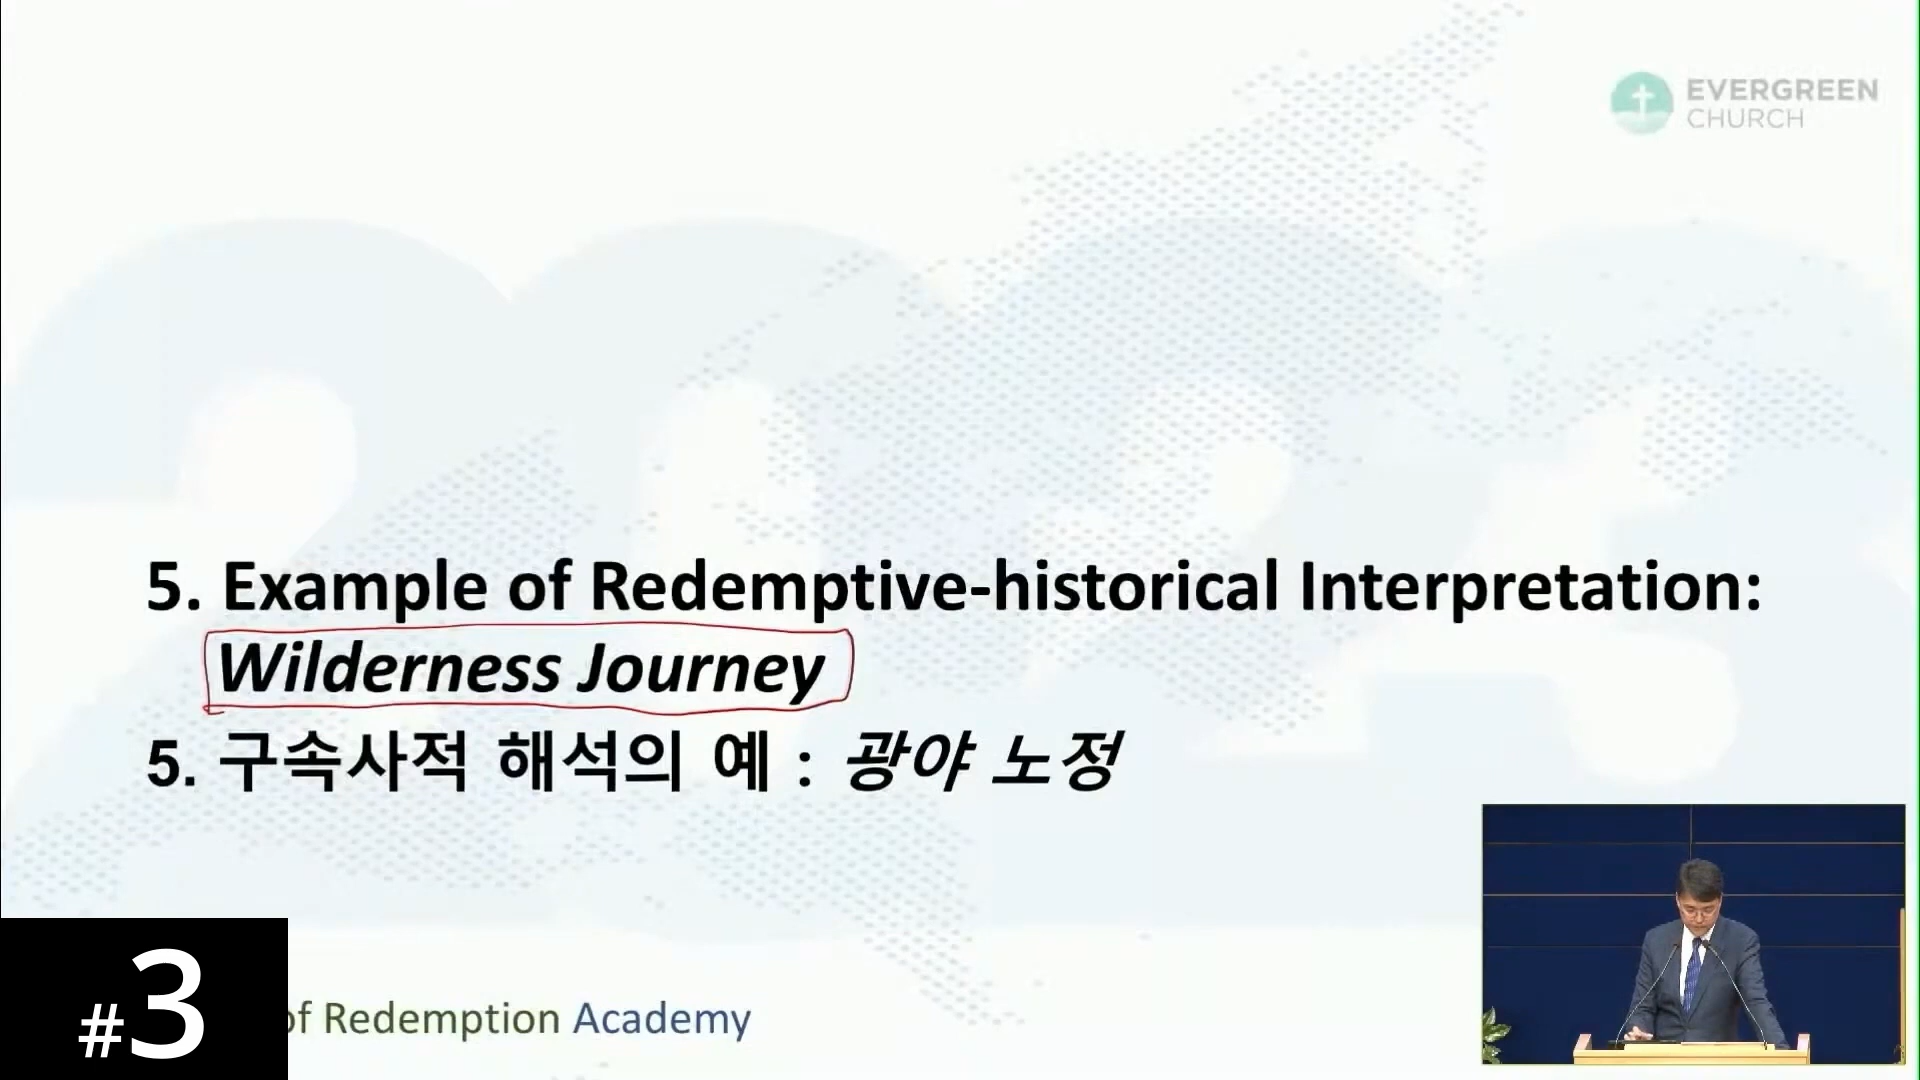 EVERGREEN
CHURCH
5. Example of Redemptive-historical Interpretation:
Wilderness Journey
5. 구속사적 해석의 예 : 광야 노정
#3
of Redemption Academy